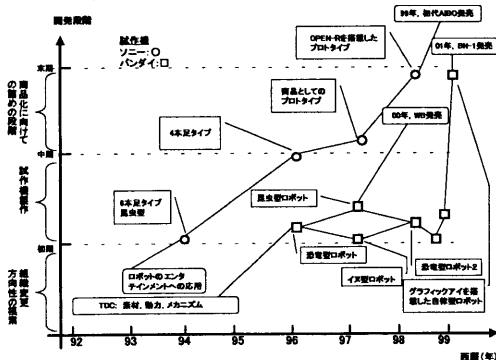 開発段階
試作機
ソニー:○
バンダイ:□
99年、初代AIBO発売
OPEN-Rを搭載した
プロトタイプ
01年、BN-1発売
末期
商品としての
プロトタイプ
00年、WB発売
4本足タイプ
中期
商品化に向けて
の詰めの段階
試作機製作
6本足タイプ
昆虫型
昆虫型ロボット
初期
恐竜型ロボット
ロボットのエンタ
テインメントへの応用
イヌ型ロボット
恐竜型ロボット2
TDC:素材、動力、メカニズム
グラフィックアイを搭
載した自律型ロボット
組織変更
方向性の模索
92 93 94 95 96 97 98 99
西暦(年)